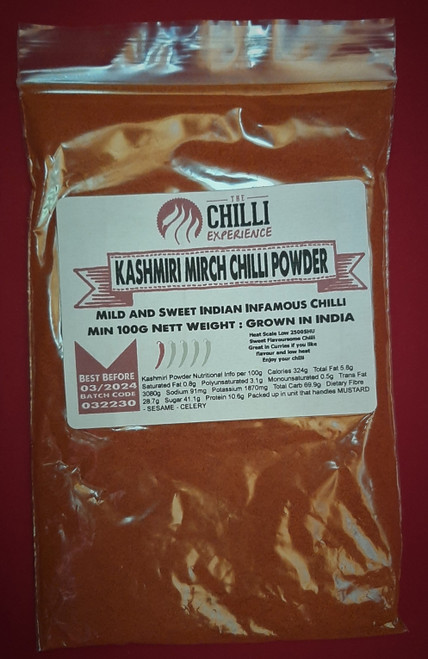 THE
CHILLI
EXPERIENCE
KASHMIRI MIRCH CHILLI POWDER
MILD AND SWEET INDIAN INFAMOUS CHILLI
MIN 100G NETT WEIGHT : GROWN IN INDIA
Heat Scale Low 2500SHU
Sweet Flavoursome Chilli
Great in Curries if you like
flavour and low heat
Enjoy your chilli
BEST BEFORE
03/2024
BATCH CODE
032230
Kashmiri Powder Nutritional Info per 100g Calories 324g Total Fat 5.8g
Saturated Fat 0.8g Polyunsaturated 3.1g Monounsaturated 0.5g Trans Fat
3080g Sodium 91mg Potassium 1870mg Total Carb 69.9g Dietary Fibre
28.7g Sugar 41.1g Protein 10.6g Packed up in unit that handles MUSTARD
- SESAME - CELERY